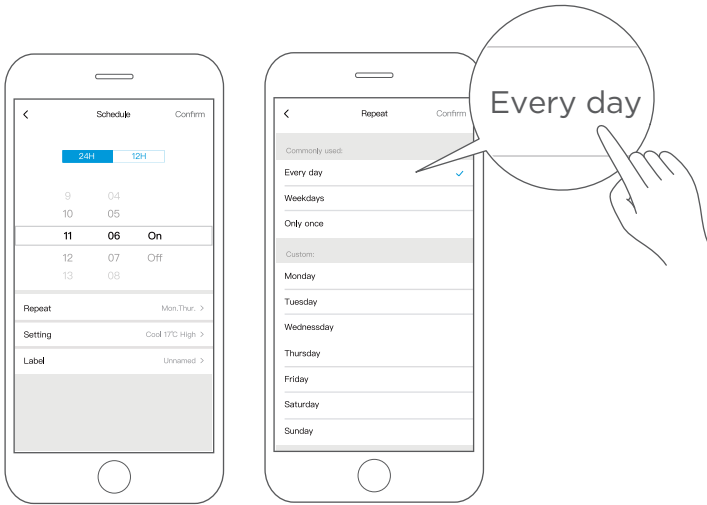 Schedule Confirm
24H 12H
9 04
10 05
11 06 On
12 07 Off
13 08
Repeat Mon.Thur. >
Setting Cool 17°C High >
Label Unnamed >
Repeat Confirm
Commonly used:
Every day
Weekdays
Only once
Custom:
Monday
Tuesday
Wednessday
Thursday
Friday
Saturday
Sunday
Every day